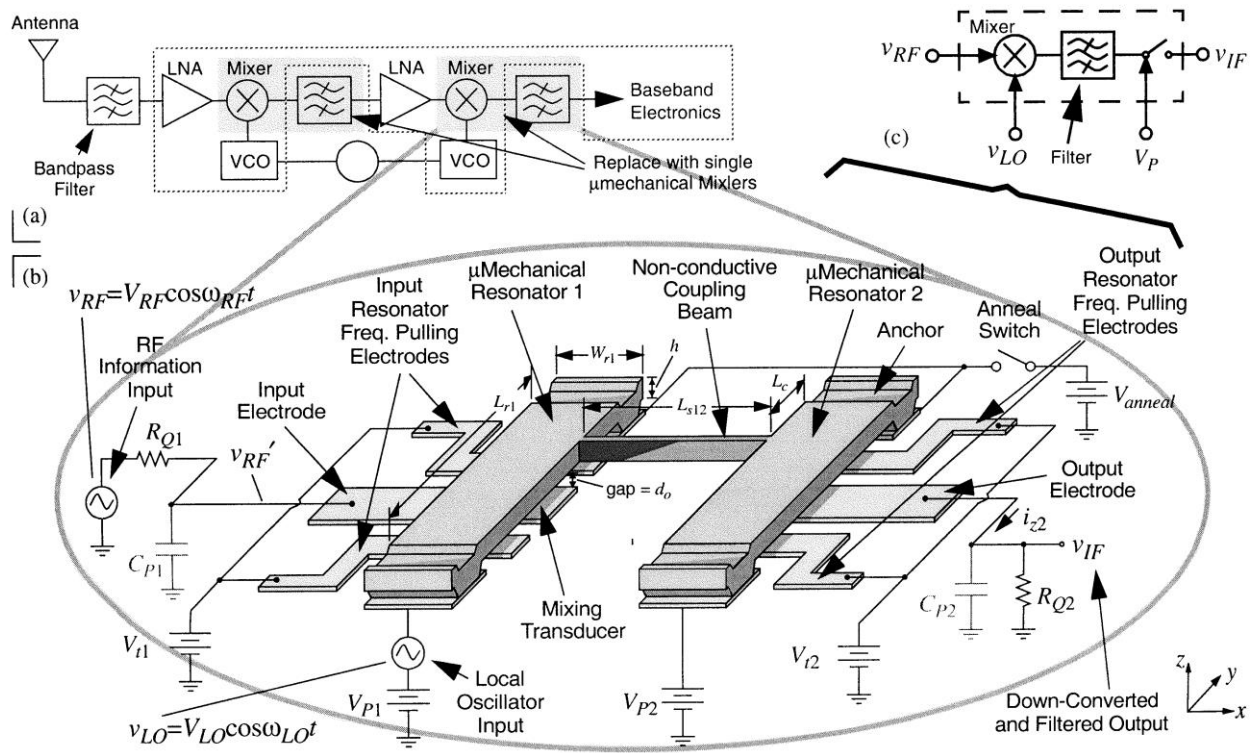 Antenna
LNA
Mixer
LNA
Mixer
Baseband
Electronics
Bandpass
Filter
VCO
VCO
Replace with single
μmechanical Mixlers
(a)
Mixer
v_RF
v_IF
(c)
v_LO
Filter
V_P
(b)
v_RF=V_RFcosω_RFt
RF
Information
Input
Input
Resonator
Freq. Pulling
Electrodes
μMechanical
Resonator 1
Non-conductive
Coupling
Beam
μMechanical
Resonator 2
Output
Resonator
Freq. Pulling
Electrodes
Anchor
Anneal
Switch
W_r1
h
L_r1
L_s12
L_c
V_anneal
Input
Electrode
R_Q1
v_RF'
gap = d_o
Output
Electrode
i_z2
v_IF
C_P1
C_P2
R_Q2
Mixing
Transducer
V_t1
V_t2
Local
Oscillator
Input
V_P1
V_P2
v_LO=V_LOcosω_LOt
Down-Converted
and Filtered Output
z
y
x